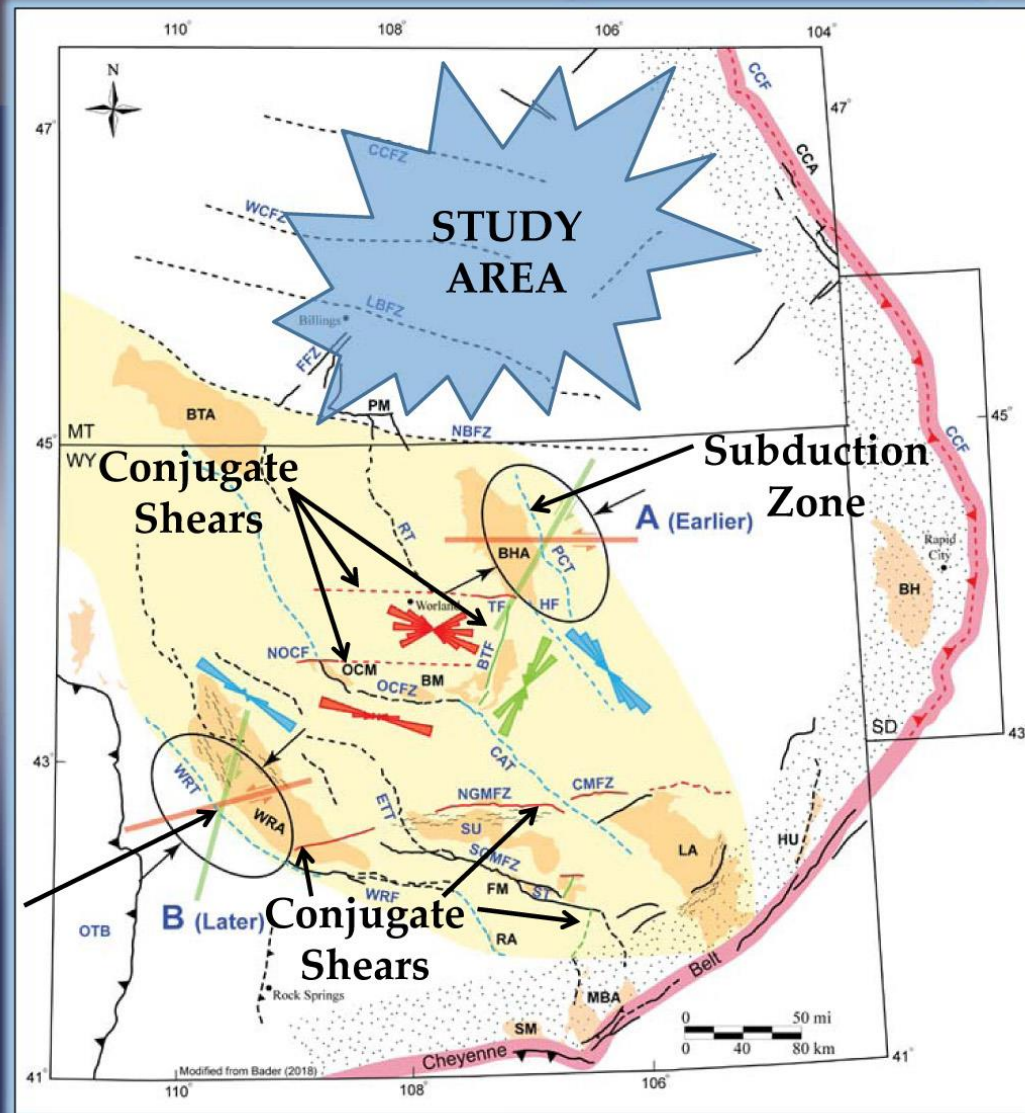 110°
108°
106°
104°
N
47°
47°
CCF
CCA
CCFZ
WCFZ
STUDY
AREA
LBFZ
Billings
FFZ
BTA
PM
MT
45°
NBFZ
45°
WY
CCF
Conjugate
Shears
Subduction
Zone
A (Earlier)
RT
BHA
PCT
Rapid
City
BH
Worland
TF
HF
NOCF
OCM
BTF
BM
OCFZ
SD
43°
43°
WRT
CAT
CMFZ
NGMFZ
ETT
WRA
SU
LA
HU
SGMFZ
FM
ST
WRF
OTB
B (Later)
Conjugate
Shears
RA
Belt
Rock Springs
MBA
SM
0 50 mi
0 40 80 km
Cheyenne
41°
41°
Modified from Bader (2018)
110°
108°
106°